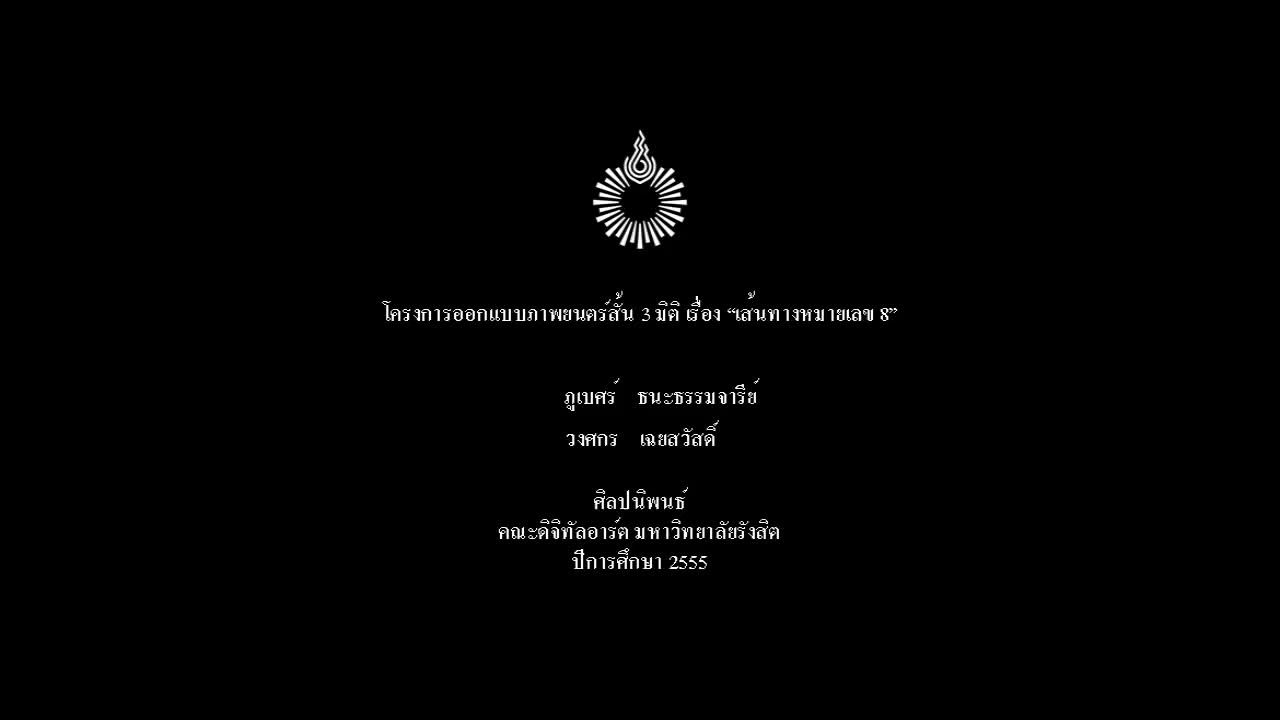 โครงการออกแบบภาพยนตร์สั้น 3 มิติ เรื่อง “เส้นทางหมายเลข 8”
ภูเบศร์ ธนะธรรมจารีย์
วงศกร เฉยสวัสดิ์
ศิลปนิพนธ์
คณะดิจิทัลอาร์ต มหาวิทยาลัยรังสิต
ปีการศึกษา 2555